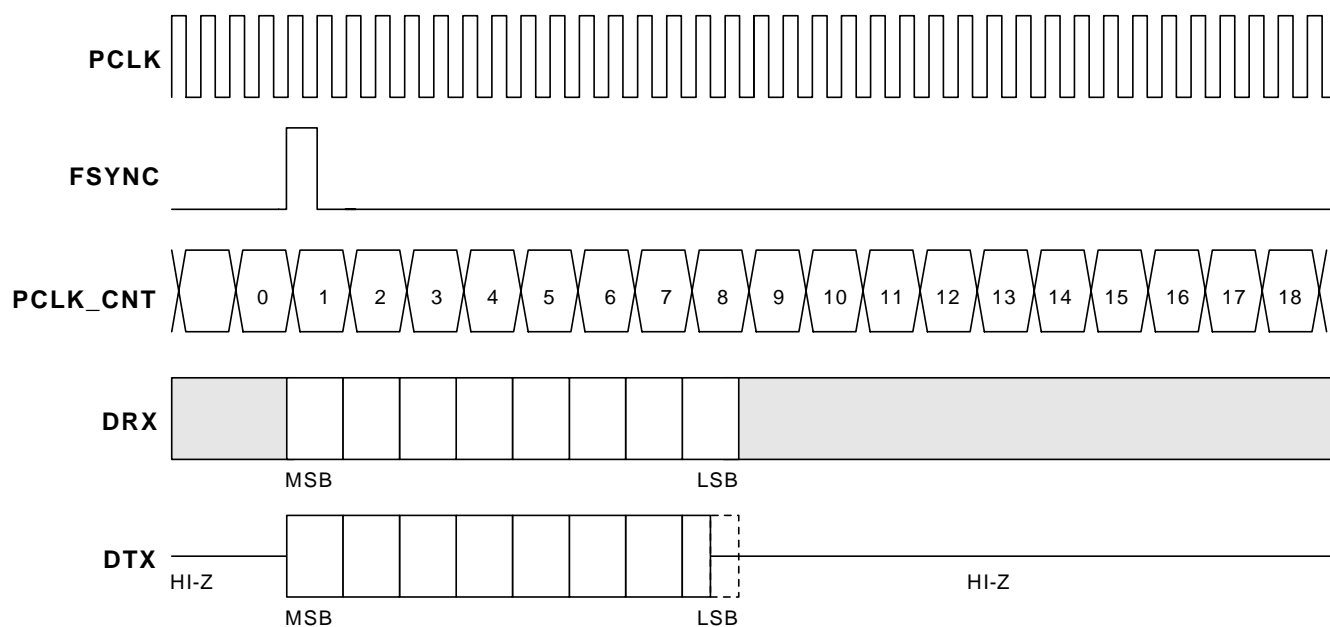 PCLK
FSYNC
PCLK_CNT
0 1 2 3 4 5 6 7 8 9 10 11 12 13 14 15 16 17 18
DRX
MSB LSB
DTX
HI-Z HI-Z
MSB LSB